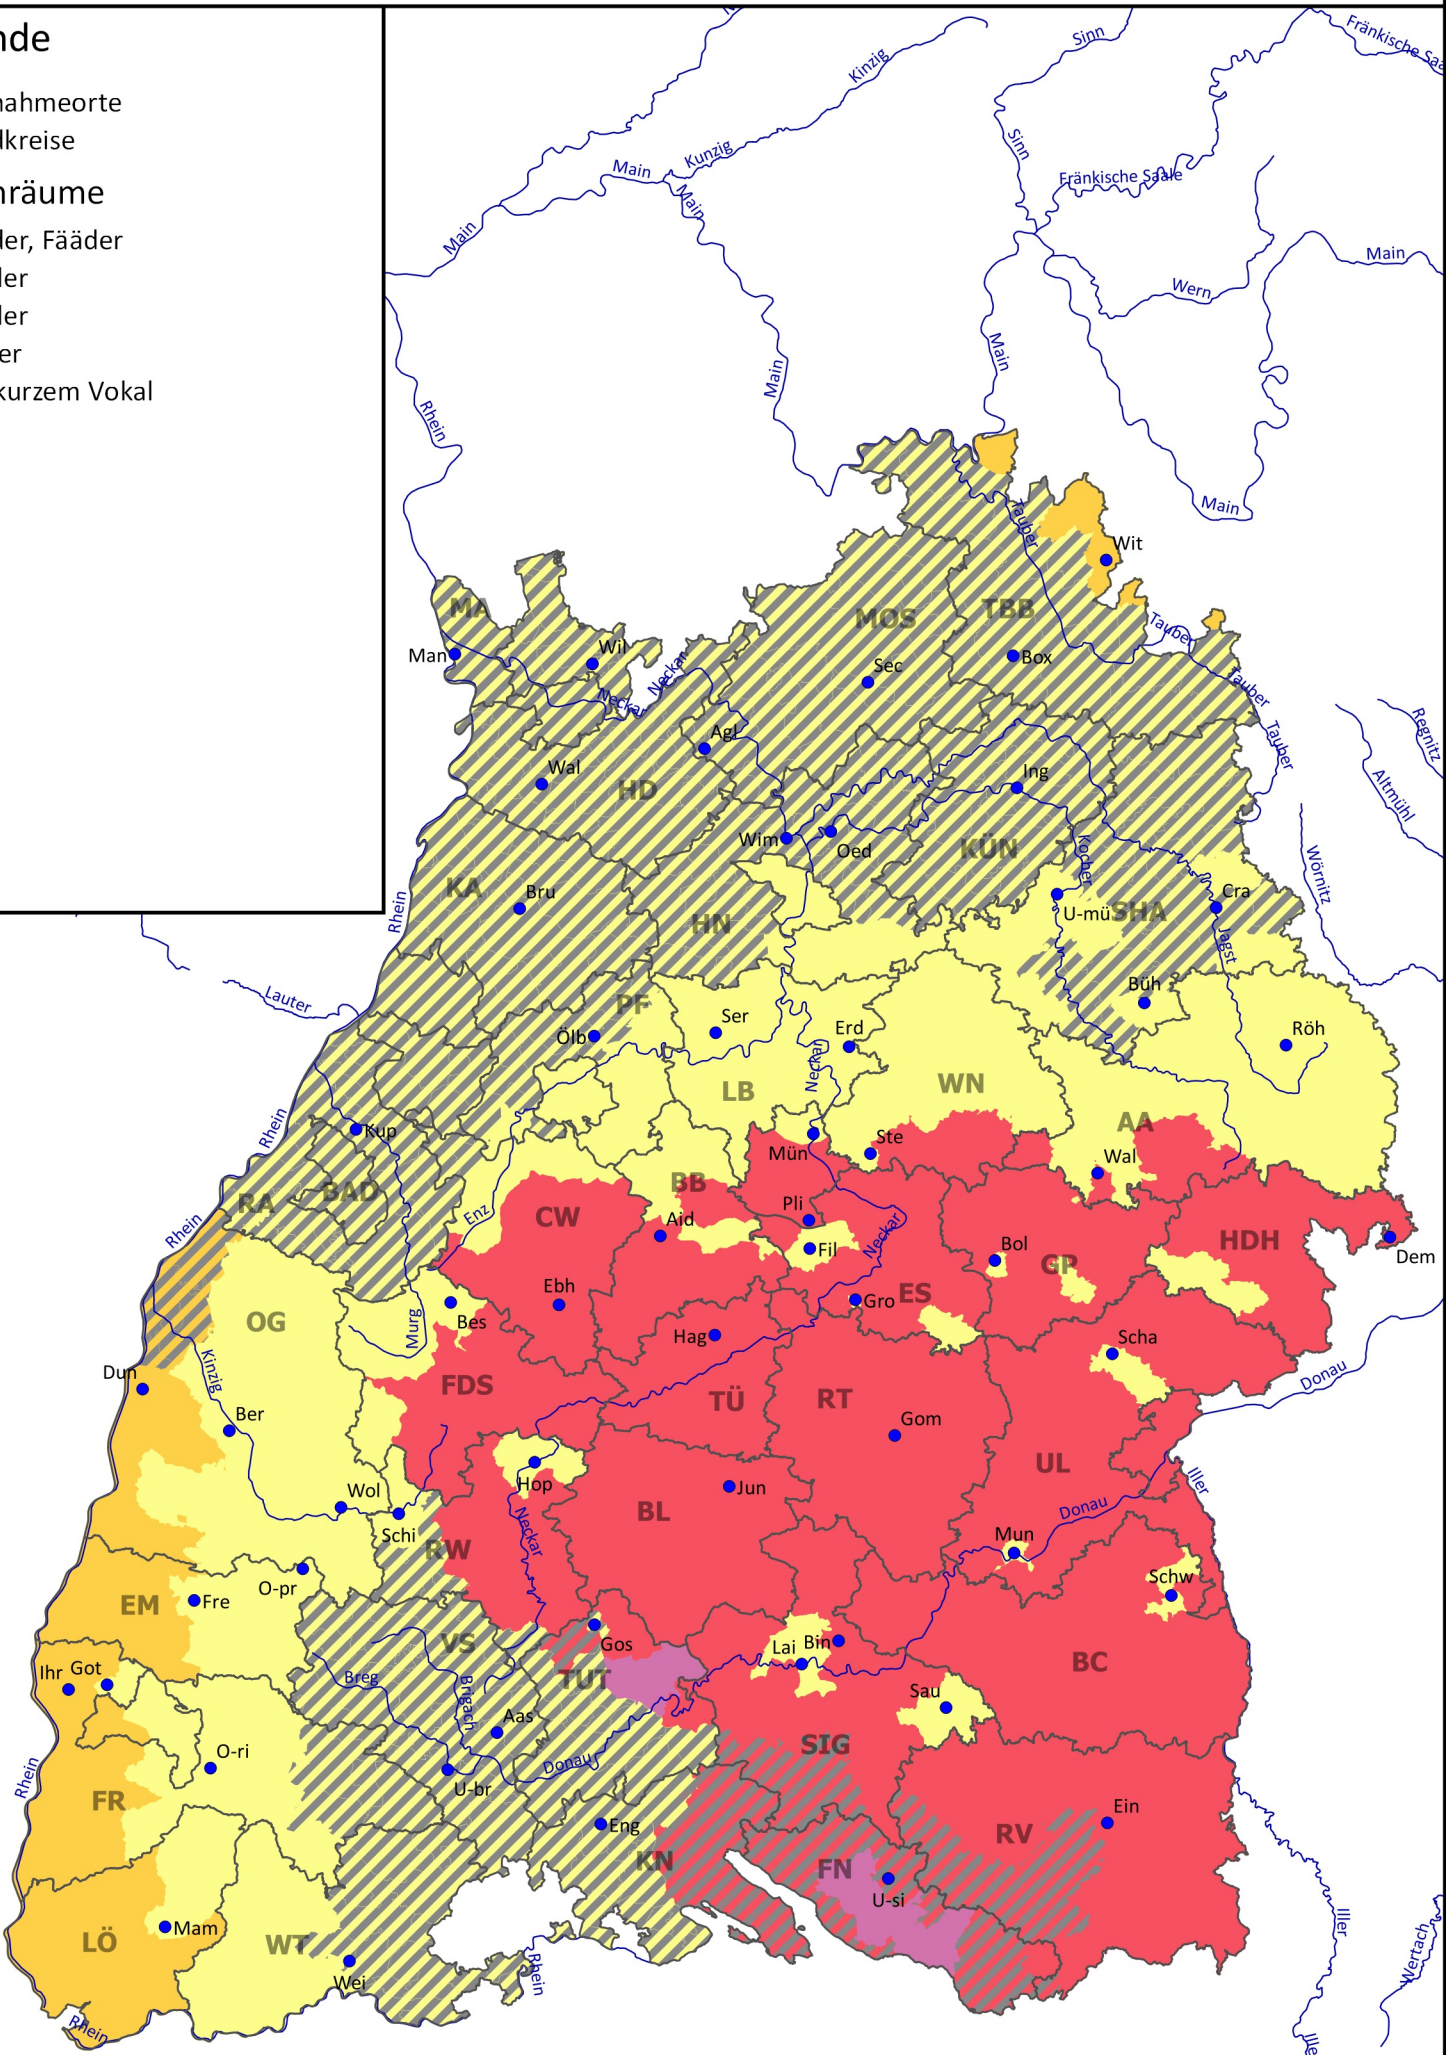 nde
nahmeorte
dkreise
nräume
der, Fääder
der
der
er
kurzem Vokal
Kinzig
Sinn
Fränkische Saa
Main
Kunzig
Sinn
Main
Fränkische Saale
Main
Main
Wern
Main
Main
Rhein
Main
Tauber
Wit
MA
MOS
TBB
Tauber
Man
Wil
Neckar
Sec
Box
Neckar
Tauber
Agl
Tauber
Regnitz
Wal
HD
Ing
Altmühl
Wim
Oed
KÜN
Kocher
Wörnitz
KA
Bru
Rhein
HN
U-mü
SHA
Cra
Jagst
Lauter
PF
Büh
Ölb
Ser
Erd
Röh
Neckar
LB
WN
Rhein
Kup
AA
Mün
Ste
Wal
RA
BAD
BB
Rhein
Enz
CW
Aid
Pli
Neckar
Fil
Bol
GP
HDH
Dem
Ebh
ES
Gro
OG
Murg
Bes
Hag
Scha
Kinzig
Dun
FDS
TÜ
RT
Donau
Ber
Gom
Hop
UL
Iller
Wol
Jun
BL
Donau
Schi
Neckar
RW
Mun
Schw
O-pr
EM
Fre
VS
Gos
Lai
Bin
BC
Ihr
Got
Breg
TUT
Brigach
Sau
Aas
O-ri
Donau
SIG
Rhein
U-br
FR
Eng
Ein
RV
KN
FN
U-si
Mam
LÖ
WT
Iller
Wertach
Wei
Rhein
Rhein
Ille